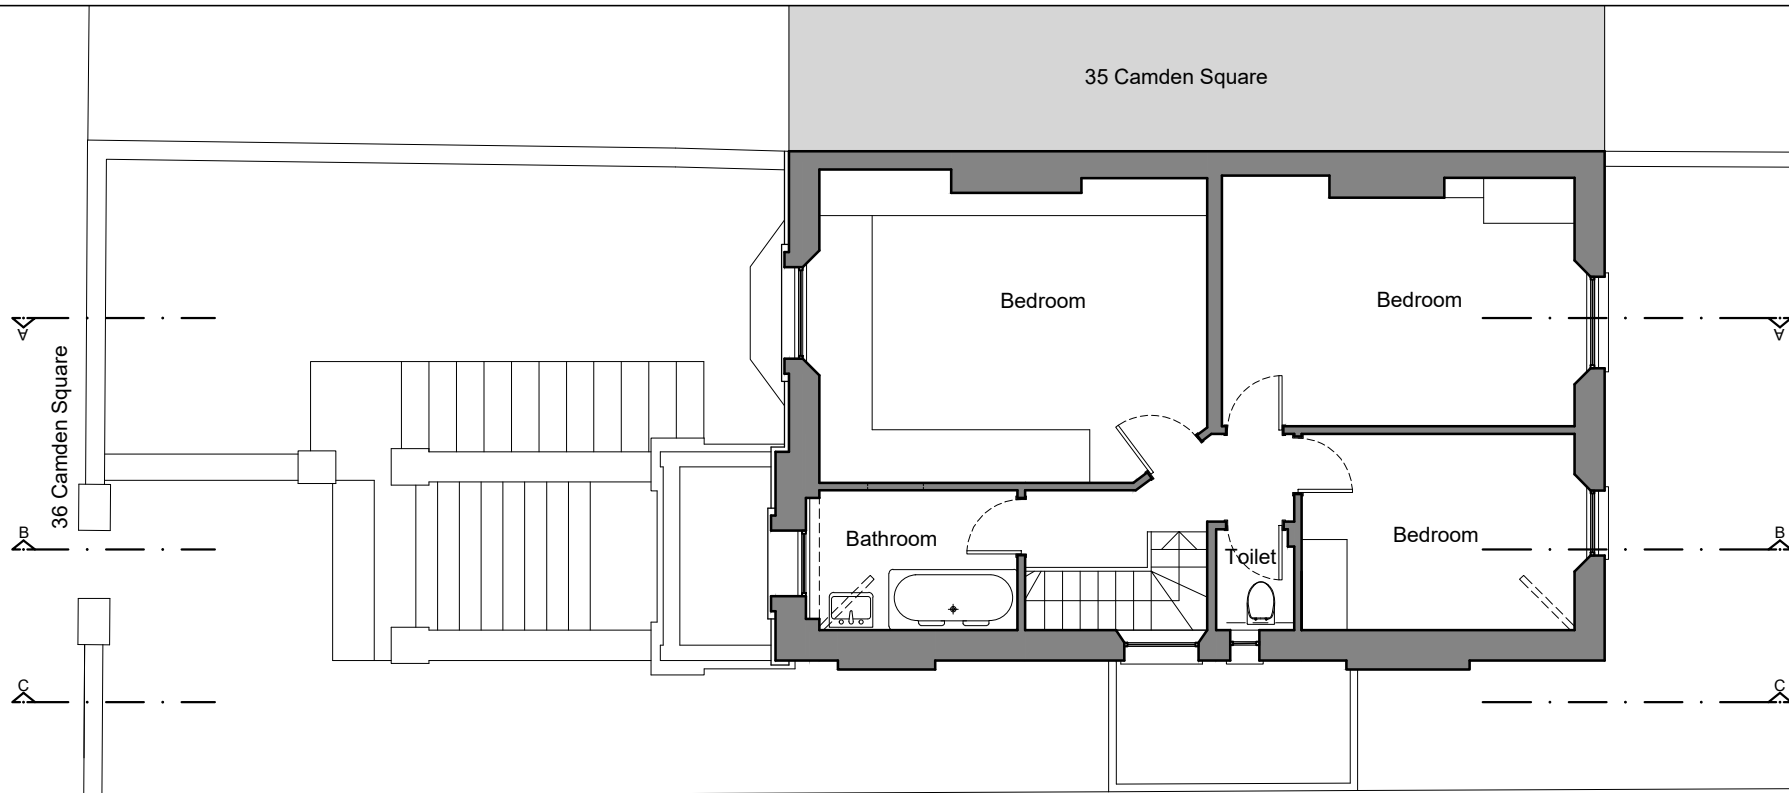 35 Camden Square
Bedroom
Bedroom
A
A
36 Camden Square
B
Bathroom
Toilet
Bedroom
B
C
C